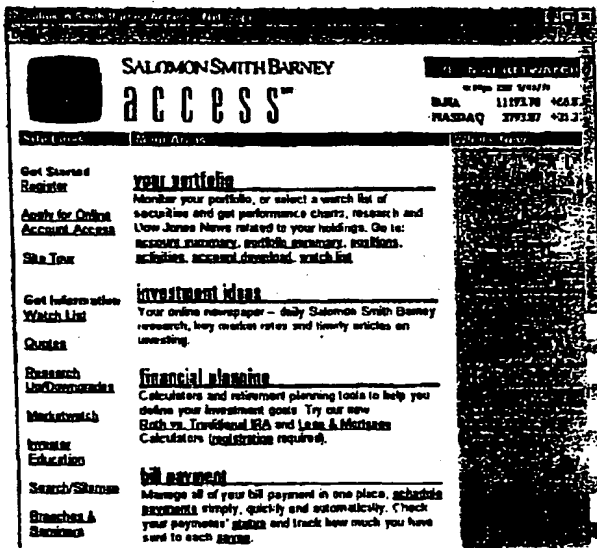 SALOMON SMITH BARNEY
access
DJIA
NASDAQ
Get Started
Register
Apply for Online
Account Access
Site Tour
Get Information
Watch List
Quotes
Research
Up/Downgrades
Marketwatch
Investor
Education
Search/Sitemap
Branches &
Seminars
your portfolio
Monitor your portfolio, or select a watch list of
securities and get performance charts, research and
Dow Jones News related to your holdings. Go to:
account summary, portfolio summary, positions,
activities, account download, watch list
investment ideas
Your online newspaper – daily Salomon Smith Barney
research, key market rates and timely articles on
investing.
financial planning
Calculators and retirement planning tools to help you
define your investment goals. Try our new
Roth vs. Traditional IRA and Loan & Mortgage
Calculators (registration required).
bill payment
Manage all of your bill payment in one place, schedule
payments simply, quickly and automatically. Check
your payments' status and track how much you have
sent to each payee.